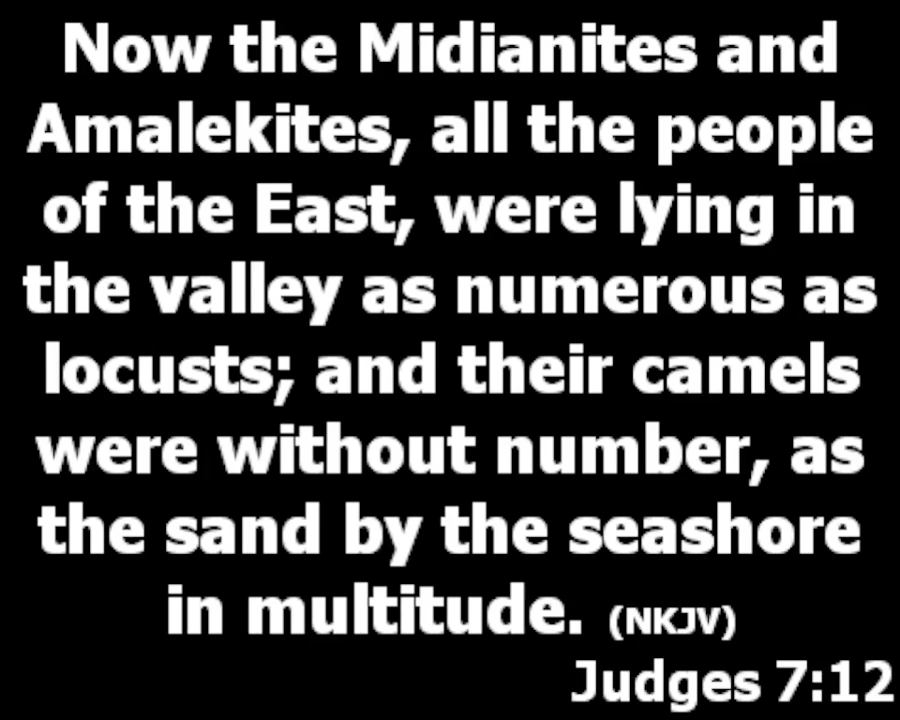 Now the Midianites and
Amalekites, all the people
of the East, were lying in
the valley as numerous as
locusts; and their camels
were without number, as
the sand by the seashore
in multitude. (NKJV)
Judges 7:12